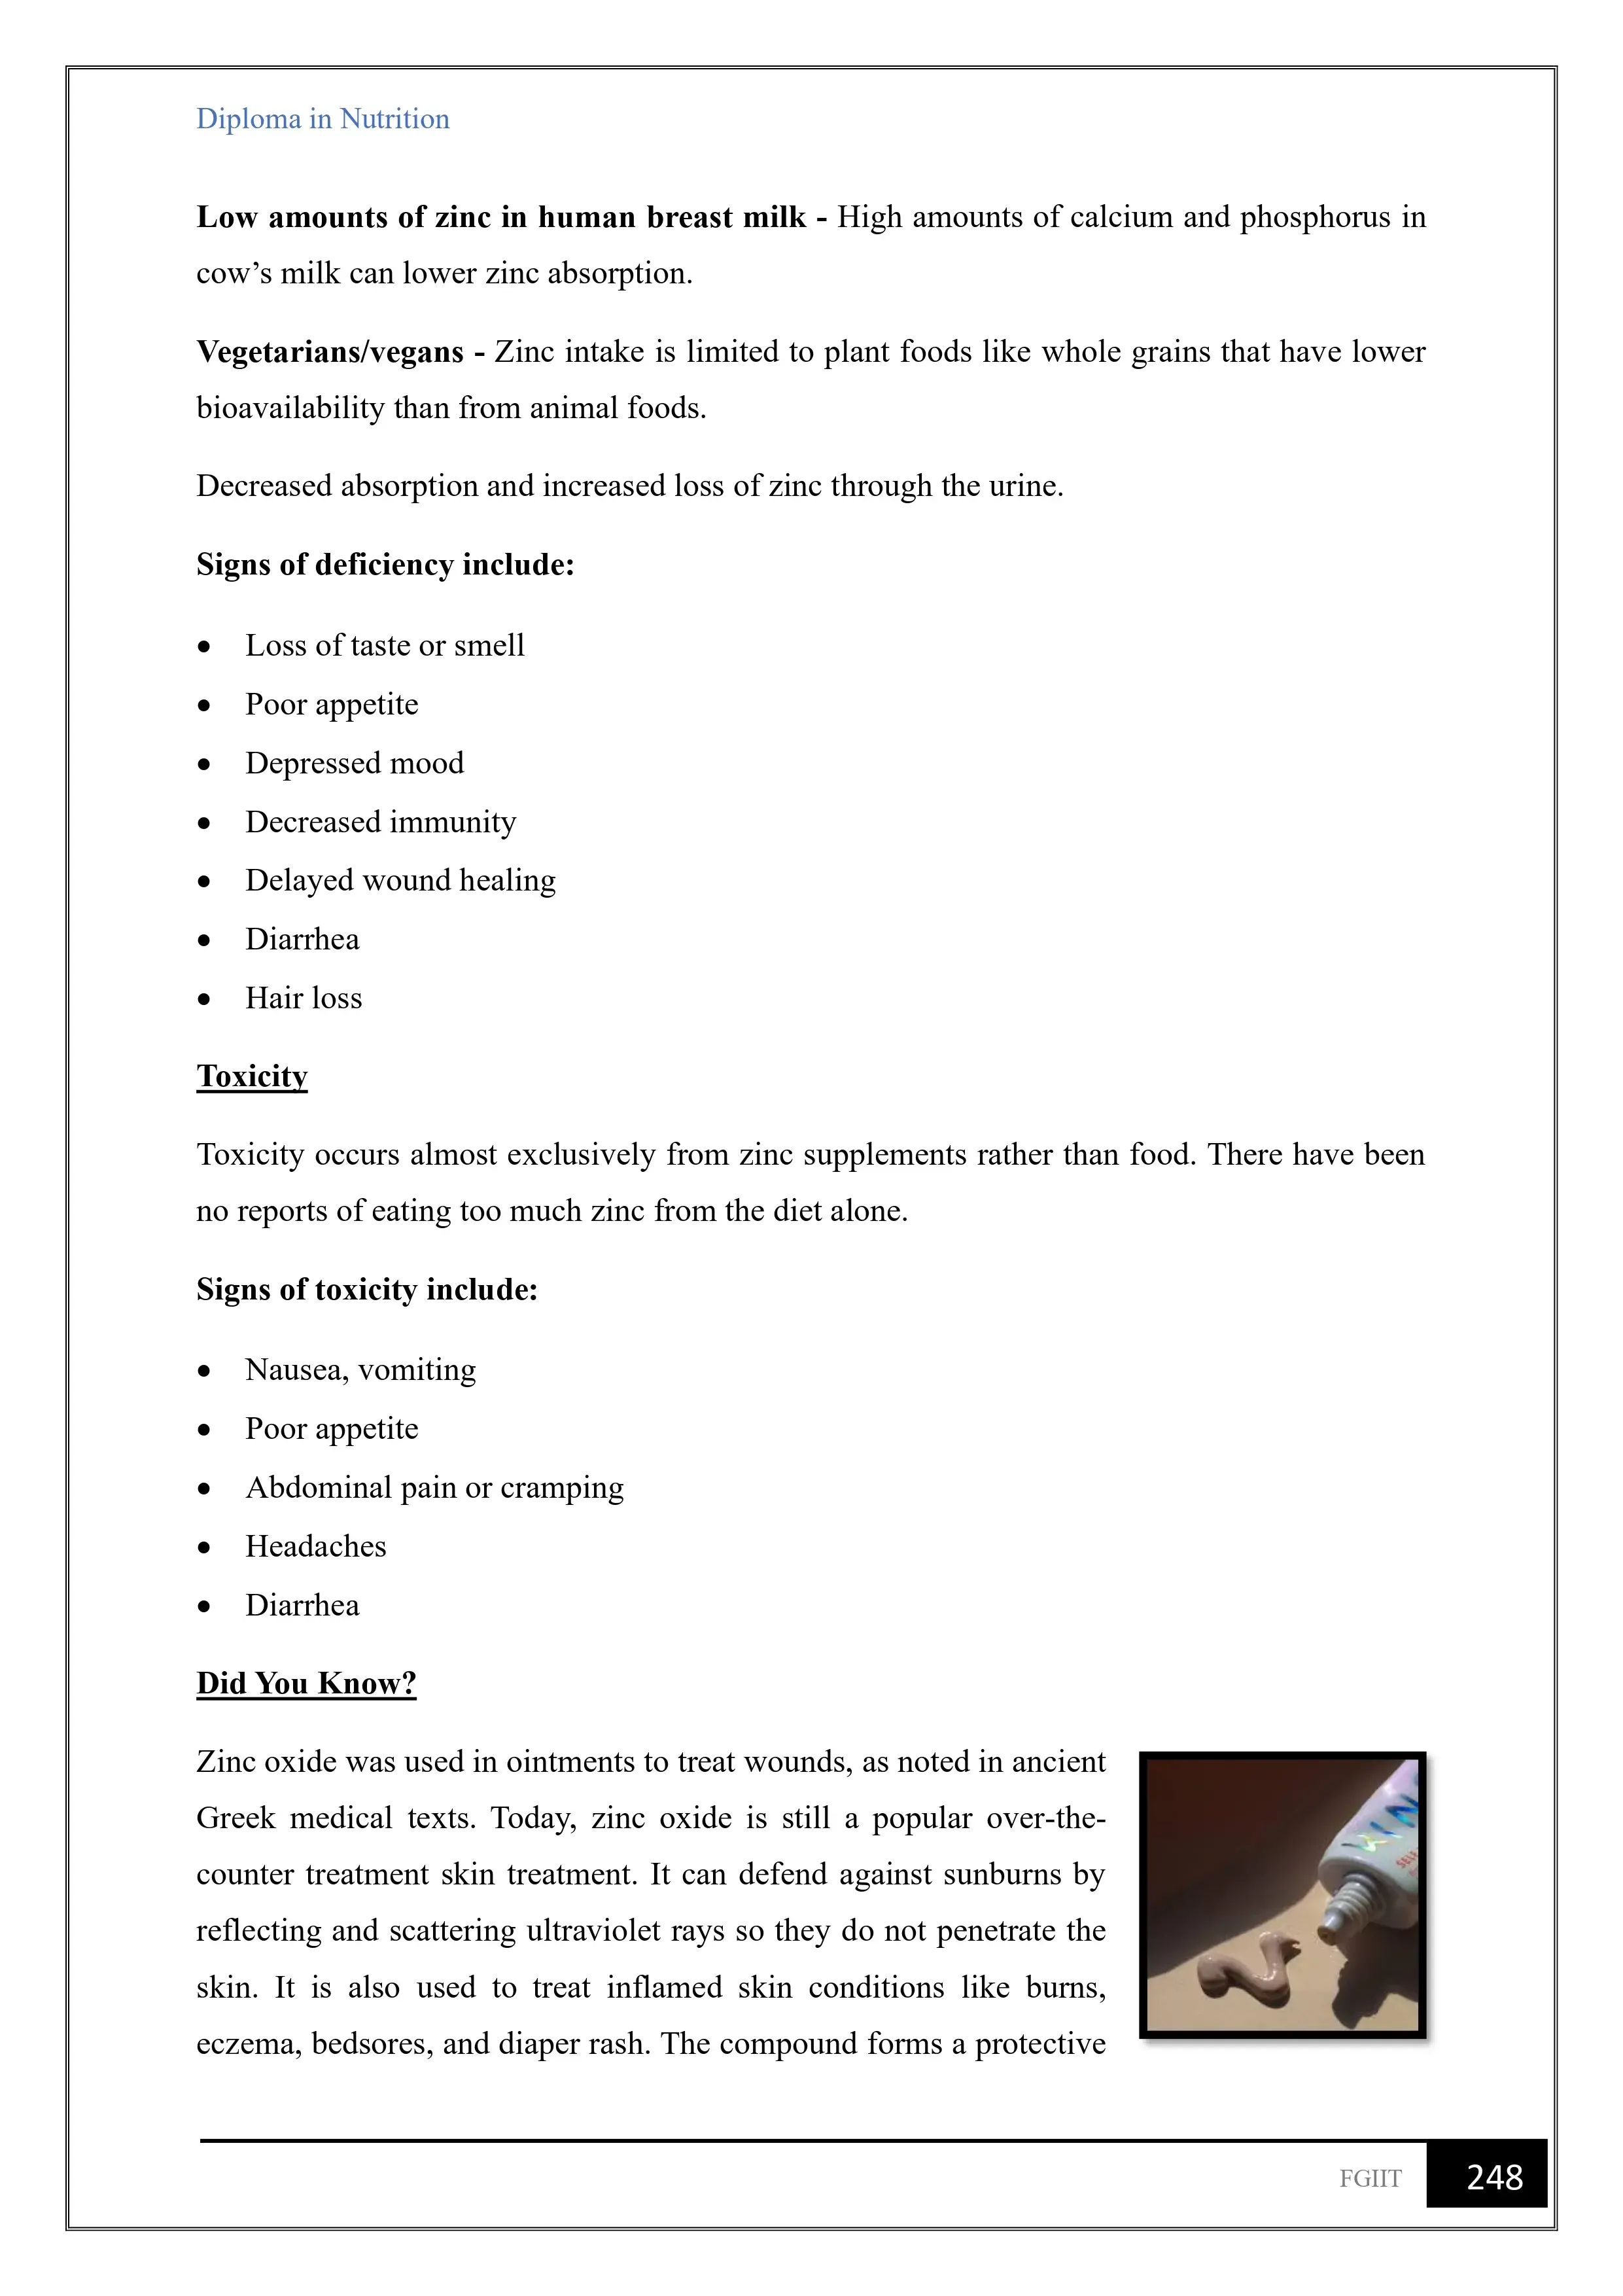 Diploma in Nutrition
Low amounts of zinc in human breast milk - High amounts of calcium and phosphorus in
cow’s milk can lower zinc absorption.
Vegetarians/vegans - Zinc intake is limited to plant foods like whole grains that have lower
bioavailability than from animal foods.
Decreased absorption and increased loss of zinc through the urine.
Signs of deficiency include:
• Loss of taste or smell
• Poor appetite
• Depressed mood
• Decreased immunity
• Delayed wound healing
• Diarrhea
• Hair loss
Toxicity
Toxicity occurs almost exclusively from zinc supplements rather than food. There have been
no reports of eating too much zinc from the diet alone.
Signs of toxicity include:
• Nausea, vomiting
• Poor appetite
• Abdominal pain or cramping
• Headaches
• Diarrhea
Did You Know?
Zinc oxide was used in ointments to treat wounds, as noted in ancient
Greek medical texts. Today, zinc oxide is still a popular over-the-
counter treatment skin treatment. It can defend against sunburns by
reflecting and scattering ultraviolet rays so they do not penetrate the
skin. It is also used to treat inflamed skin conditions like burns,
eczema, bedsores, and diaper rash. The compound forms a protective
FGIIT 248